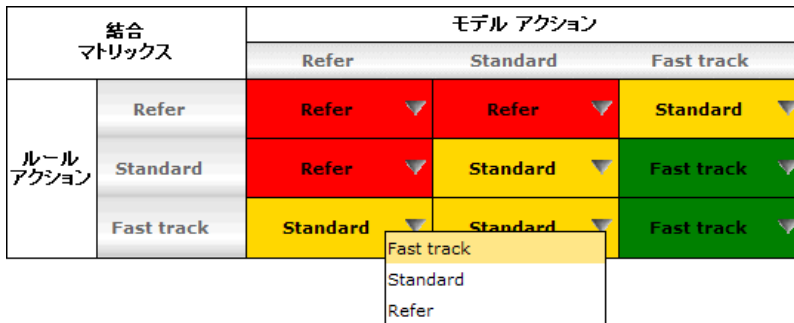 結合
マトリックス
モデル アクション
Refer Standard Fast track
ルール
アクション
Refer Refer Refer Standard
Standard Refer Standard Fast track
Fast track Standard Standard Fast track
Fast track
Standard
Refer